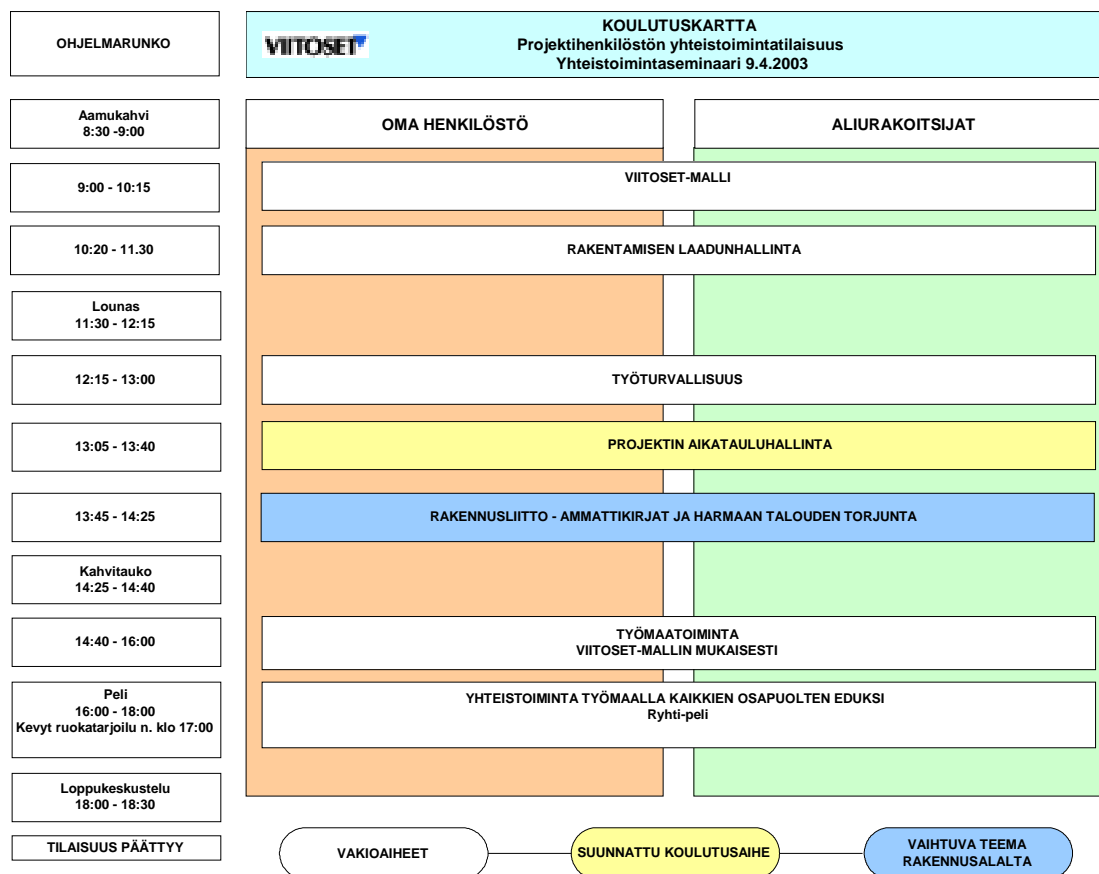 OHJELMARUNKO
VIITOSET
KOULUTUSKARTTA
Projektihenkilöstön yhteistoimintatilaisuus
Yhteistoimintaseminaari 9.4.2003
Aamukahvi
8:30 -9:00
OMA HENKILÖSTÖ
ALIURAKOITSIJAT
9:00 - 10:15
VIITOSET-MALLI
10:20 - 11.30
RAKENTAMISEN LAADUNHALLINTA
Lounas
11:30 - 12:15
12:15 - 13:00
TYÖTURVALLISUUS
13:05 - 13:40
PROJEKTIN AIKATAULUHALLINTA
13:45 - 14:25
RAKENNUSLIITTO - AMMATTIKIRJAT JA HARMAAN TALOUDEN TORJUNTA
Kahvitauko
14:25 - 14:40
14:40 - 16:00
TYÖMAATOIMINTA
VIITOSET-MALLIN MUKAISESTI
Peli
16:00 - 18:00
Kevyt ruokatarjoilu n. klo 17:00
YHTEISTOIMINTA TYÖMAALLA KAIKKIEN OSAPUOLTEN EDUKSI
Ryhti-peli
Loppukeskustelu
18:00 - 18:30
TILAISUUS PÄÄTTYY
VAKIOAIHEET
SUUNNATTU KOULUTUSAIHE
VAIHTUVA TEEMA
RAKENNUSALALTA